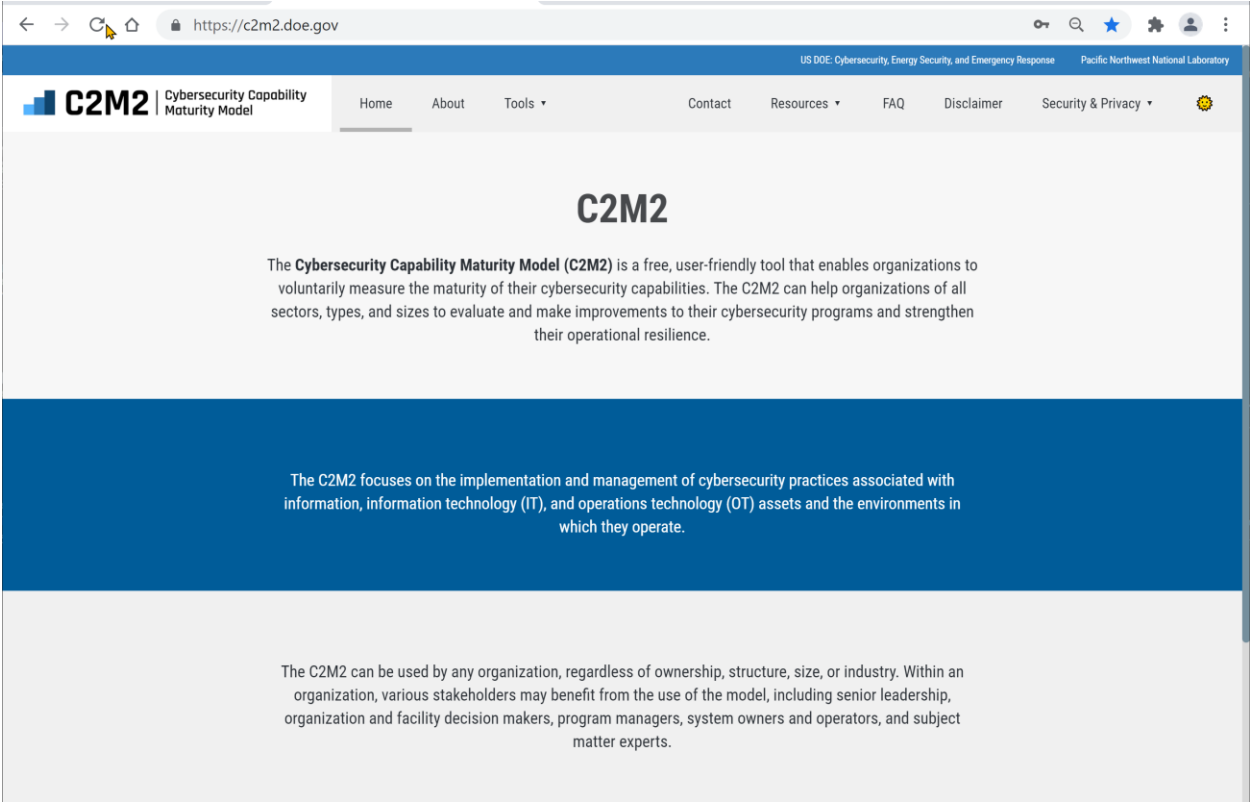 https://c2m2.doe.gov
US DOE: Cybersecurity, Energy Security, and Emergency Response Pacific Northwest National Laboratory
C2M2 Cybersecurity Capability
Maturity Model
Home About Tools Contact Resources FAQ Disclaimer Security & Privacy
C2M2
The Cybersecurity Capability Maturity Model (C2M2) is a free, user-friendly tool that enables organizations to
voluntarily measure the maturity of their cybersecurity capabilities. The C2M2 can help organizations of all
sectors, types, and sizes to evaluate and make improvements to their cybersecurity programs and strengthen
their operational resilience.
The C2M2 focuses on the implementation and management of cybersecurity practices associated with
information, information technology (IT), and operations technology (OT) assets and the environments in
which they operate.
The C2M2 can be used by any organization, regardless of ownership, structure, size, or industry. Within an
organization, various stakeholders may benefit from the use of the model, including senior leadership,
organization and facility decision makers, program managers, system owners and operators, and subject
matter experts.